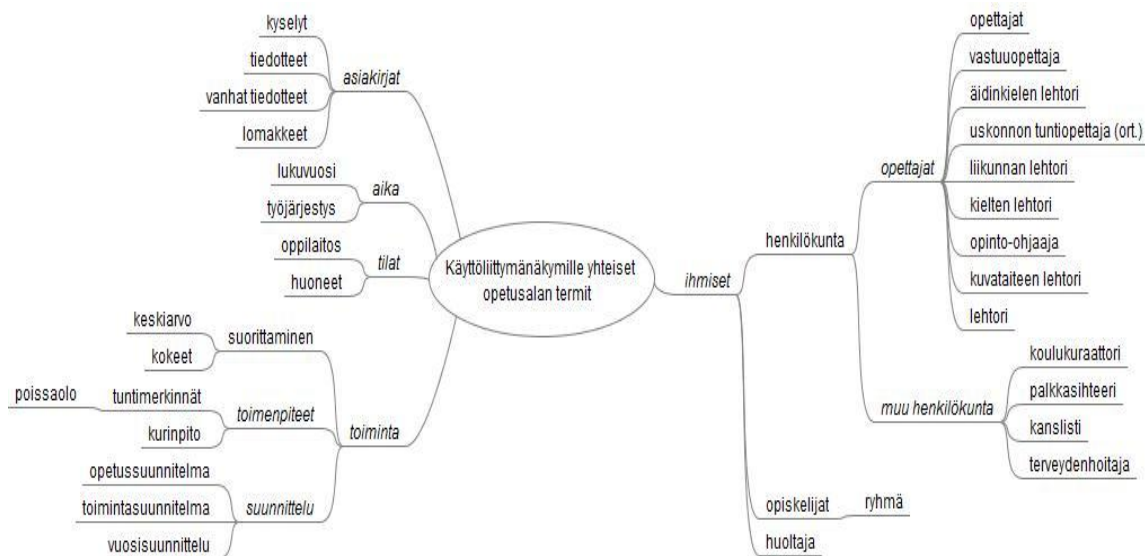 kyselyt
tiedotteet
vanhat tiedotteet
lomakkeet
asiakirjat
lukuvuosi
työjärjestys
aika
oppilaitos
huoneet
tilat
keskiarvo
kokeet
suorittaminen
poissaolo
tuntimerkinnät
kurinpito
toimenpiteet
opetussuunnitelma
toimintasuunnitelma
vuosisuunnittelu
suunnittelu
toiminta
Käyttöliittymänäkymille yhteiset
opetusalan termit
ihmiset
henkilökunta
opettajat
opettajat
vastuuopettaja
äidinkielen lehtori
uskonnon tuntiopettaja (ort.)
liikunnan lehtori
kielten lehtori
opinto-ohjaaja
kuvataiteen lehtori
lehtori
muu henkilökunta
koulukuraattori
palkkasihteeri
kanslisti
terveydenhoitaja
opiskelijat
ryhmä
huoltaja